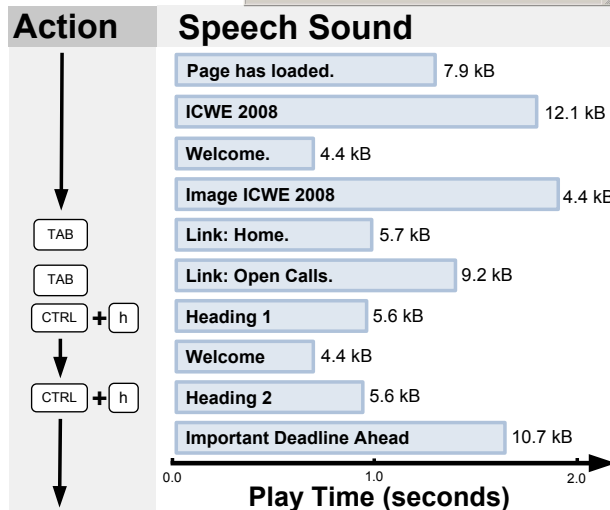 Action Speech Sound
Page has loaded. 7.9 kB
ICWE 2008 12.1 kB
Welcome. 4.4 kB
Image ICWE 2008 4.4 kB
TAB Link: Home. 5.7 kB
TAB Link: Open Calls. 9.2 kB
CTRL + h Heading 1 5.6 kB
Welcome 4.4 kB
CTRL + h Heading 2 5.6 kB
Important Deadline Ahead 10.7 kB
0.0 1.0 2.0
Play Time (seconds)